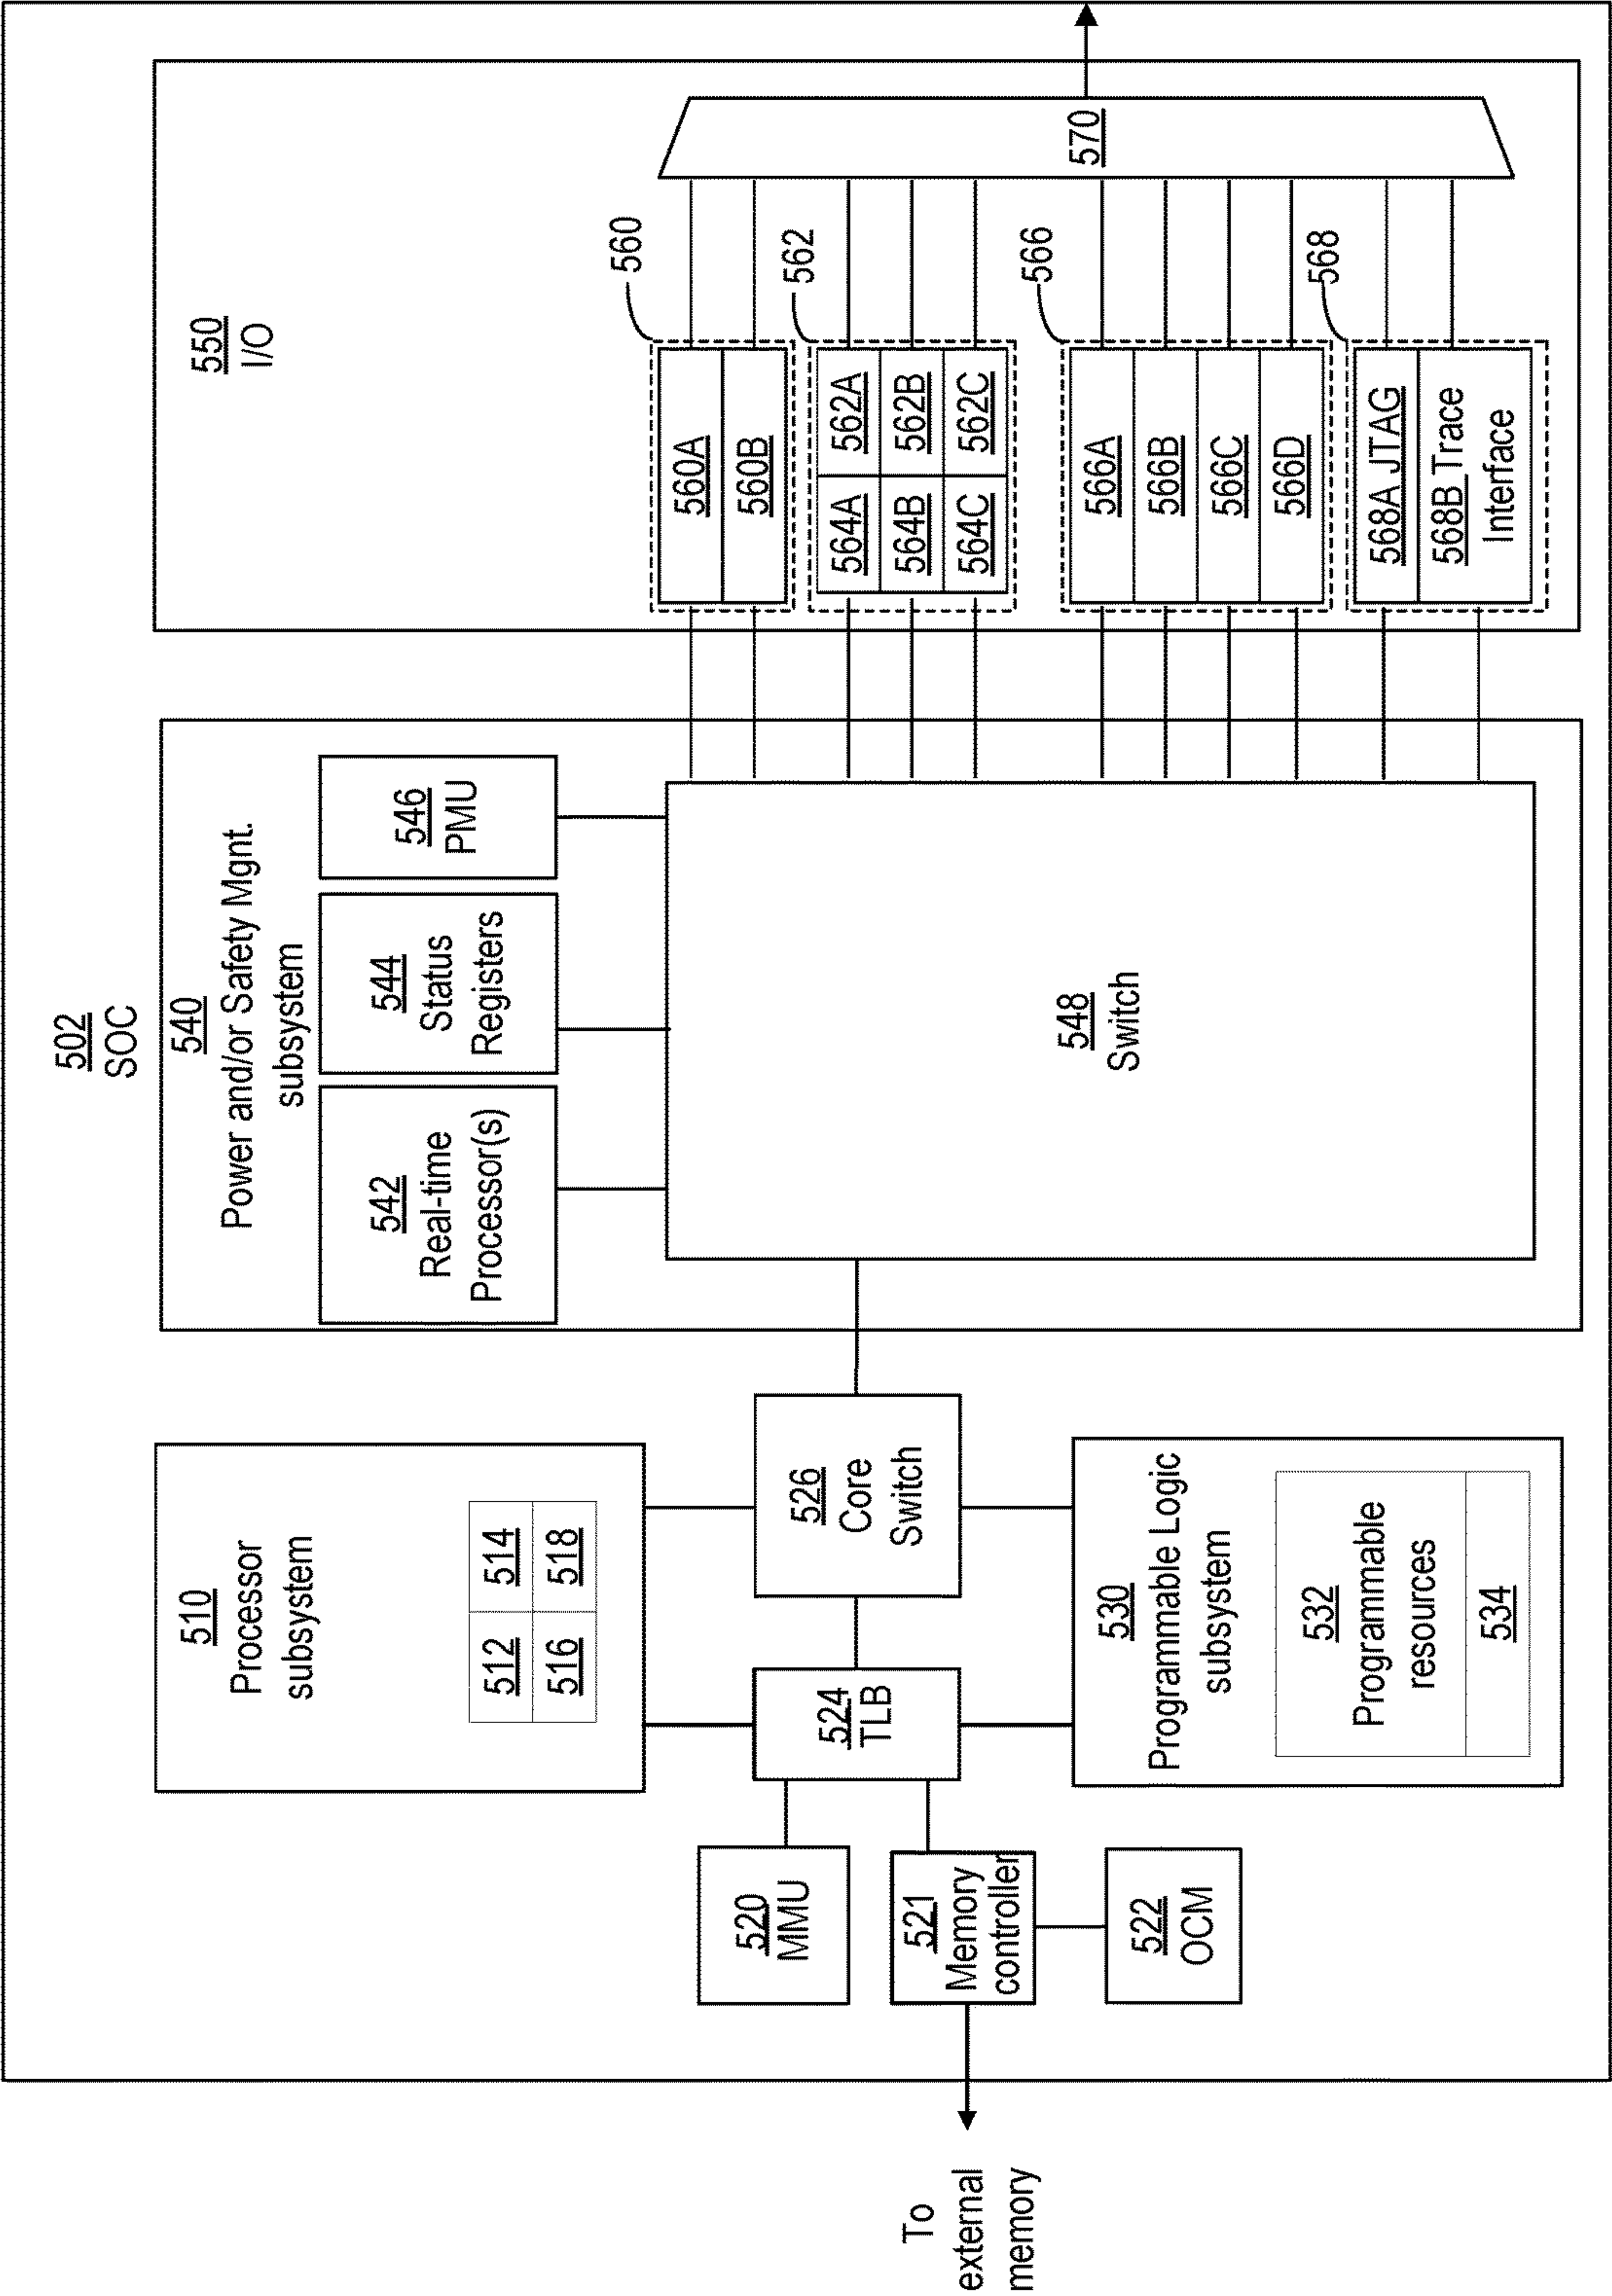 502
SOC
510
Processor
subsystem
512
514
516
518
520
MMU
521
Memory
controller
522
OCM
To
external
memory
524
TLB
526
Core
Switch
530
Programmable Logic
subsystem
532
Programmable
resources
534
540
Power and/or Safety Mgnt.
subsystem
542
Real-time
Processor(s)
544
Status
Registers
546
PMU
548
Switch
550
I/O
560
560A
560B
562
564A
562A
564B
562B
564C
562C
566
566A
566B
566C
566D
568
568A JTAG
568B Trace
Interface
570